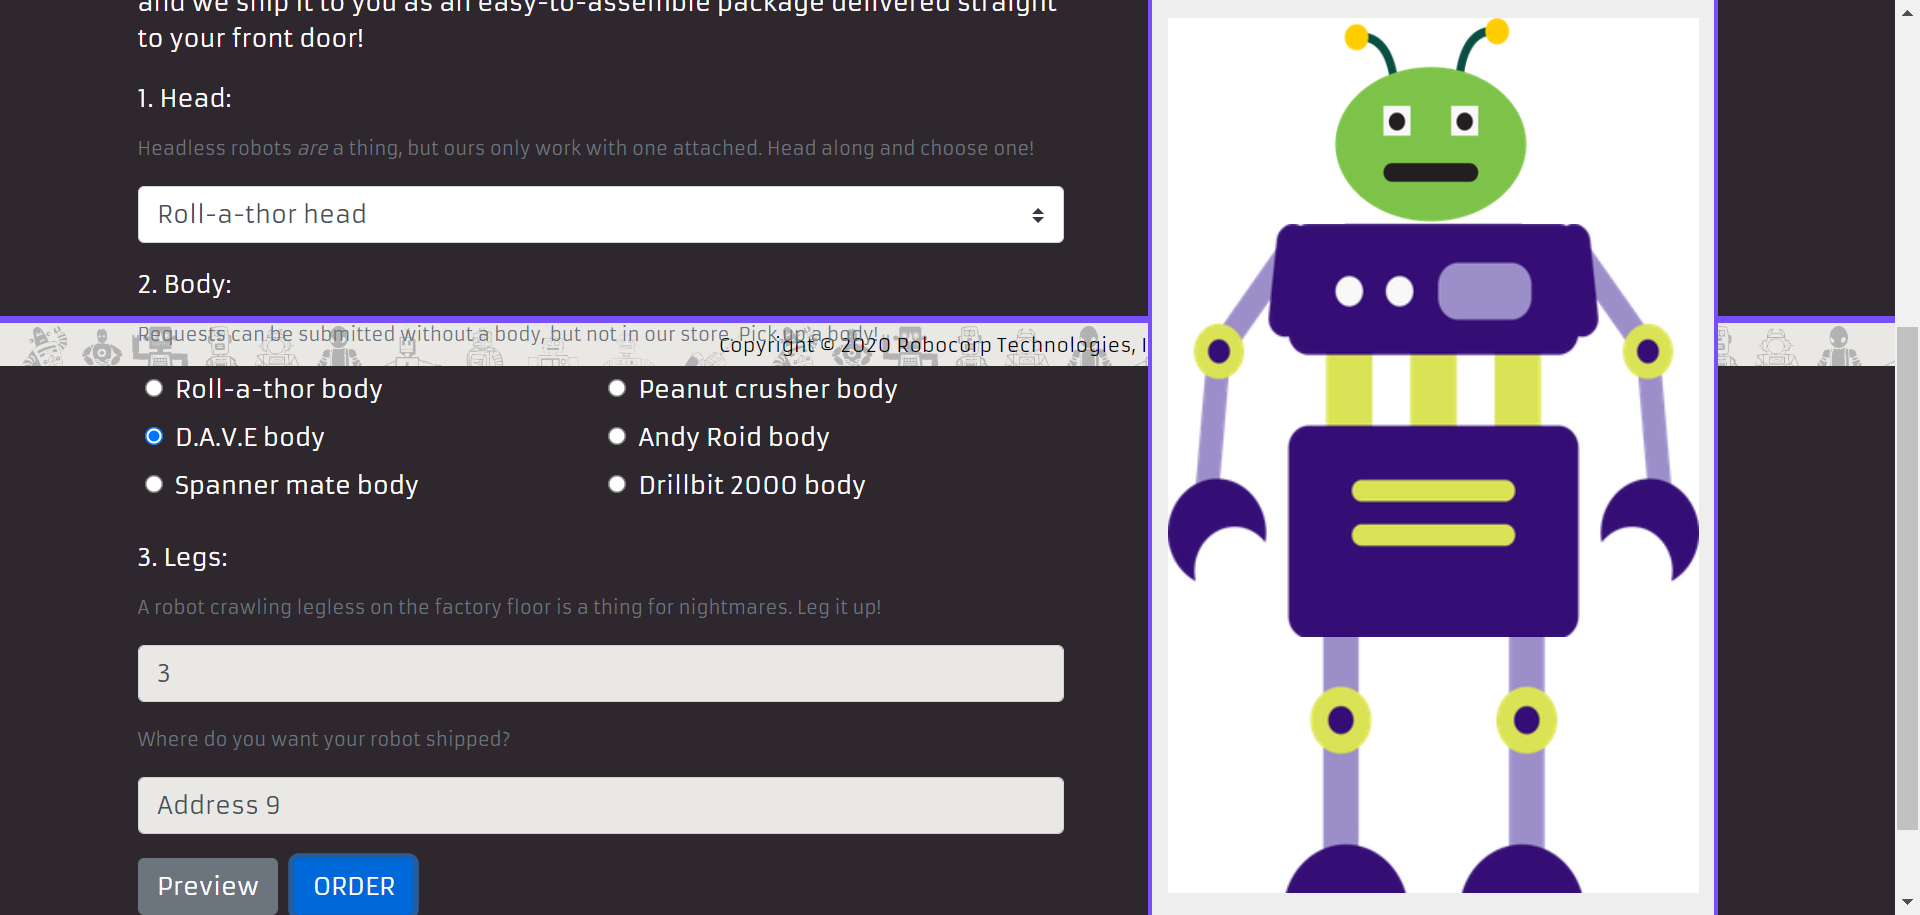 and we ship it to you as an easy-to-assemble package delivered straight
to your front door!
1. Head:
Headless robots are a thing, but ours only work with one attached. Head along and choose one!
Roll-a-thor head
2. Body:
Requests can be submitted without a body, but not in our store. Pick up a body!
Copyright © 2020 Robocorp Technologies, I
Roll-a-thor body
Peanut crusher body
D.A.V.E body
Andy Roid body
Spanner mate body
Drillbit 2000 body
3. Legs:
A robot crawling legless on the factory floor is a thing for nightmares. Leg it up!
3
Where do you want your robot shipped?
Address 9
Preview
ORDER